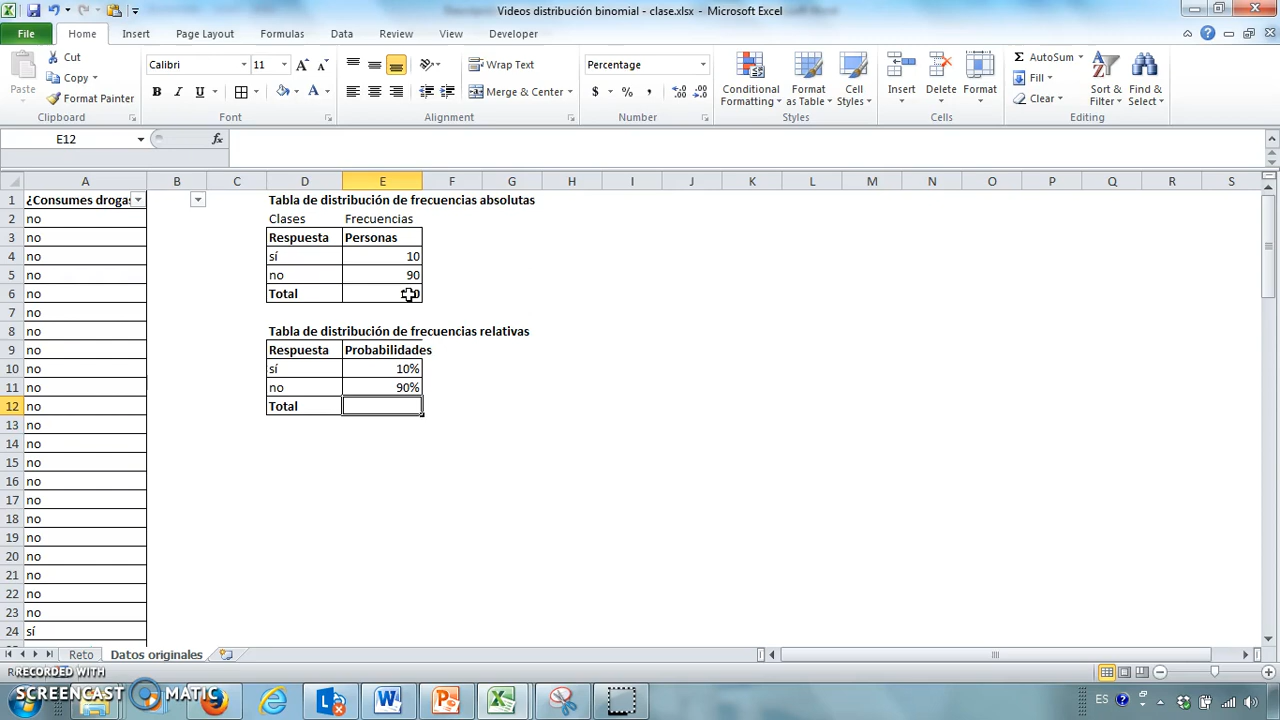 Videos distribución binomial - clase.xlsx - Microsoft Excel
File Home Insert Page Layout Formulas Data Review View Developer
Paste
Cut
Copy
Format Painter
Clipboard
Calibri 11
B I U
Font
Wrap Text
Merge & Center
Alignment
Percentage
$ % ,
Number
Conditional Formatting
Format as Table
Cell Styles
Styles
Insert Delete Format
Cells
AutoSum
Fill
Clear
Sort & Filter
Find & Select
Editing
E12 fx
A B C D E F G H I J K L M N O P Q R S
1 ¿Consumes drogas Tabla de distribución de frecuencias absolutas
2 no Clases Frecuencias
3 no Respuesta Personas
4 no sí 10
5 no no 90
6 no Total
7 no
8 no Tabla de distribución de frecuencias relativas
9 no Respuesta Probabilidades
10 no sí 10%
11 no no 90%
12 no Total
13 no
14 no
15 no
16 no
17 no
18 no
19 no
20 no
21 no
22 no
23 no
24 sí
Reto Datos originales
RECORDED WITH
SCREENCAST MATIC
ES